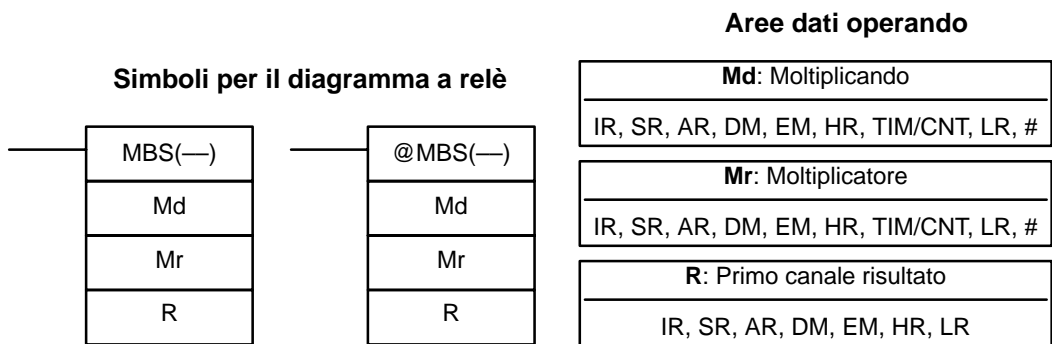 Simboli per il diagramma a relè
MBS(––)
Md
Mr
R
@MBS(––)
Md
Mr
R
Aree dati operando
Md: Moltiplicando
IR, SR, AR, DM, EM, HR, TIM/CNT, LR, #
Mr: Moltiplicatore
IR, SR, AR, DM, EM, HR, TIM/CNT, LR, #
R: Primo canale risultato
IR, SR, AR, DM, EM, HR, LR